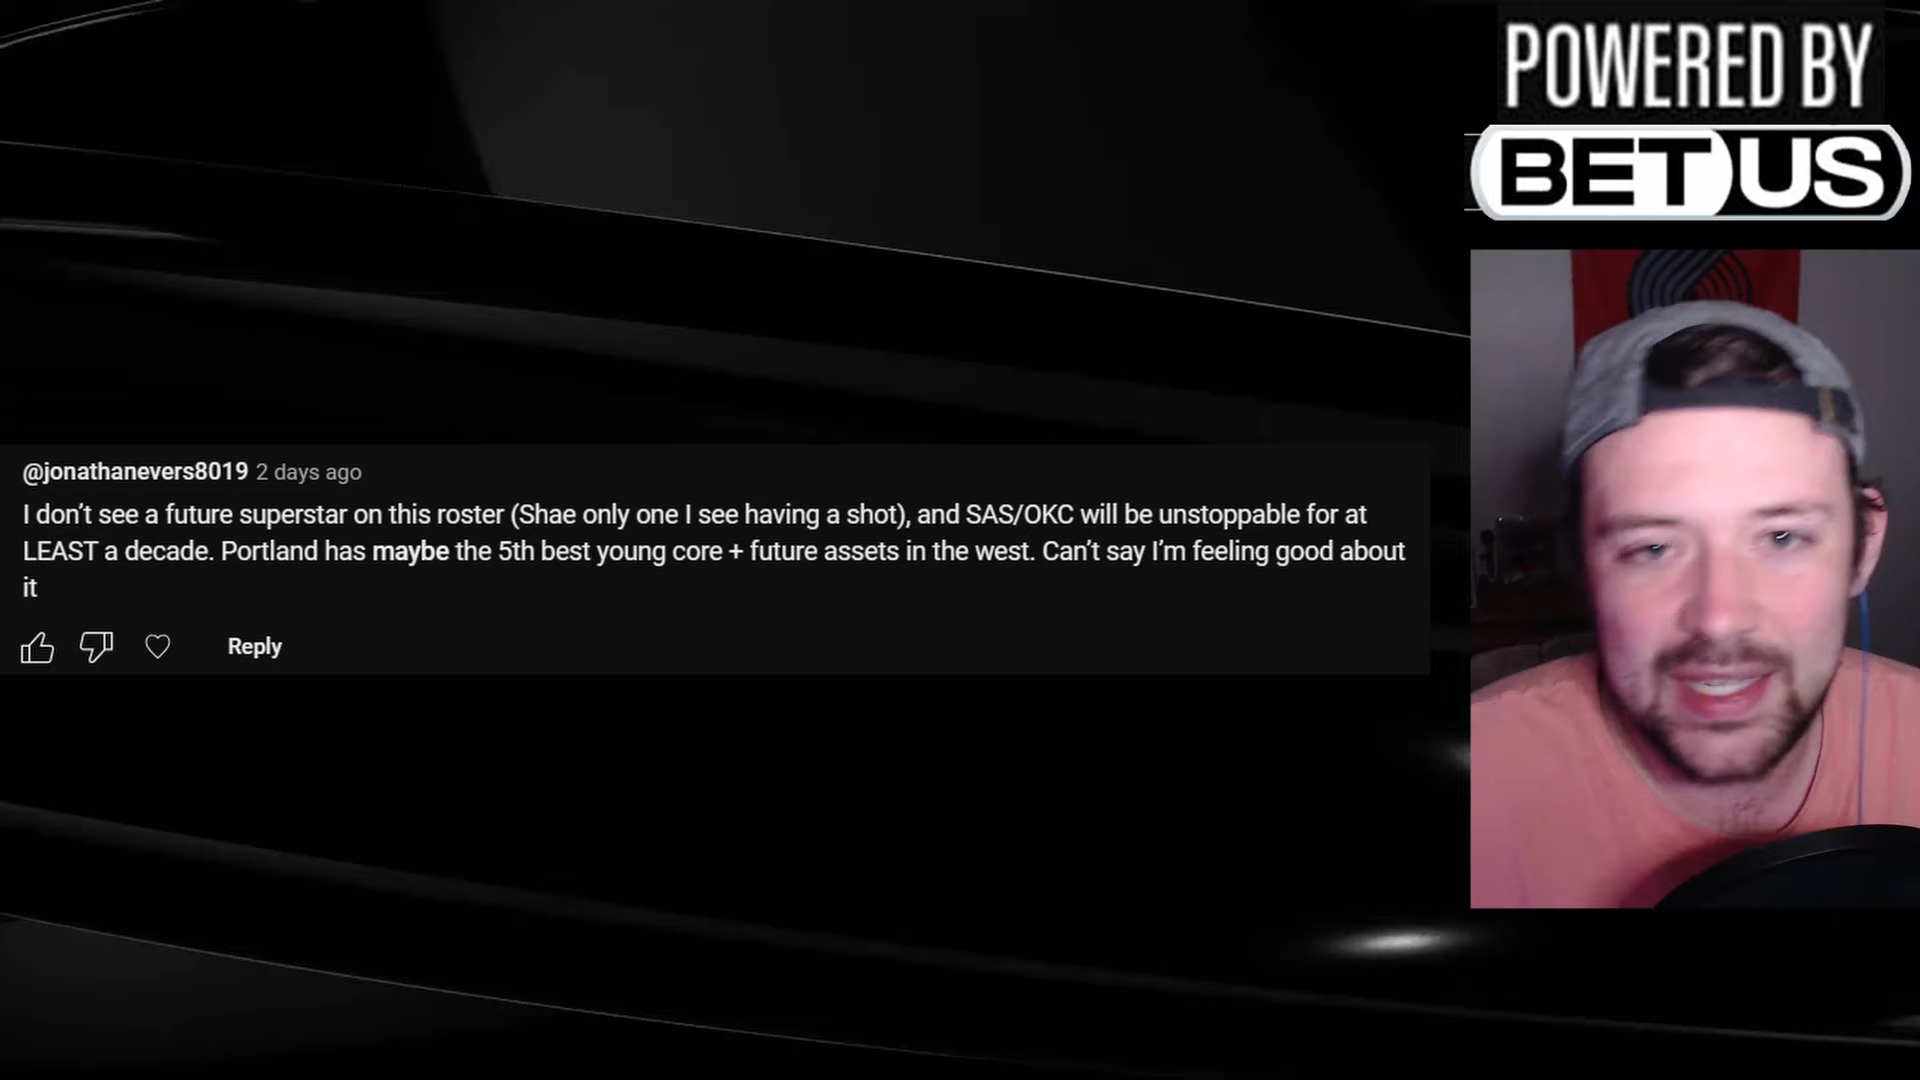 POWERED BY
BETUS
@jonathanevers8019 2 days ago
I don’t see a future superstar on this roster (Shae only one I see having a shot), and SAS/OKC will be unstoppable for at
LEAST a decade. Portland has maybe the 5th best young core + future assets in the west. Can’t say I’m feeling good about
it
Reply